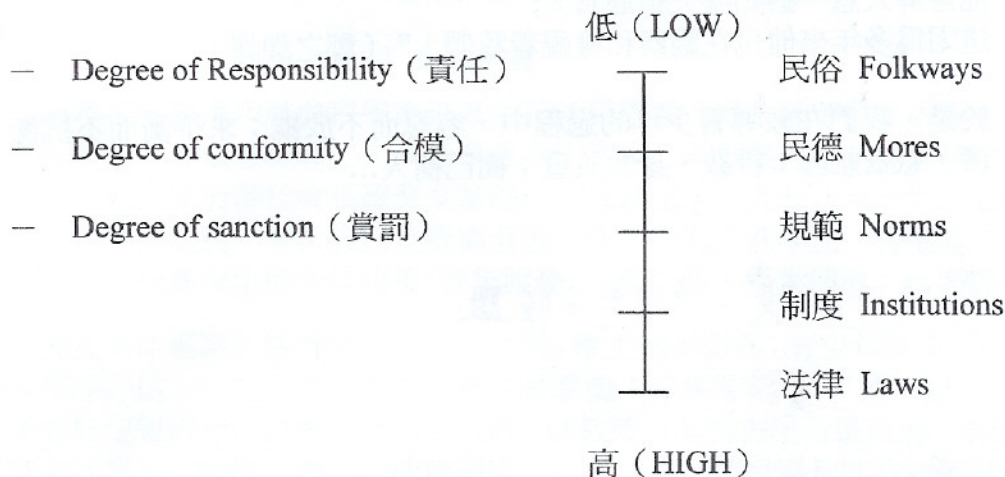 低（LOW）
— Degree of Responsibility（責任） 民俗 Folkways
— Degree of conformity（合模） 民德 Mores
— Degree of sanction（賞罰） 規範 Norms
制度 Institutions
法律 Laws
高（HIGH）